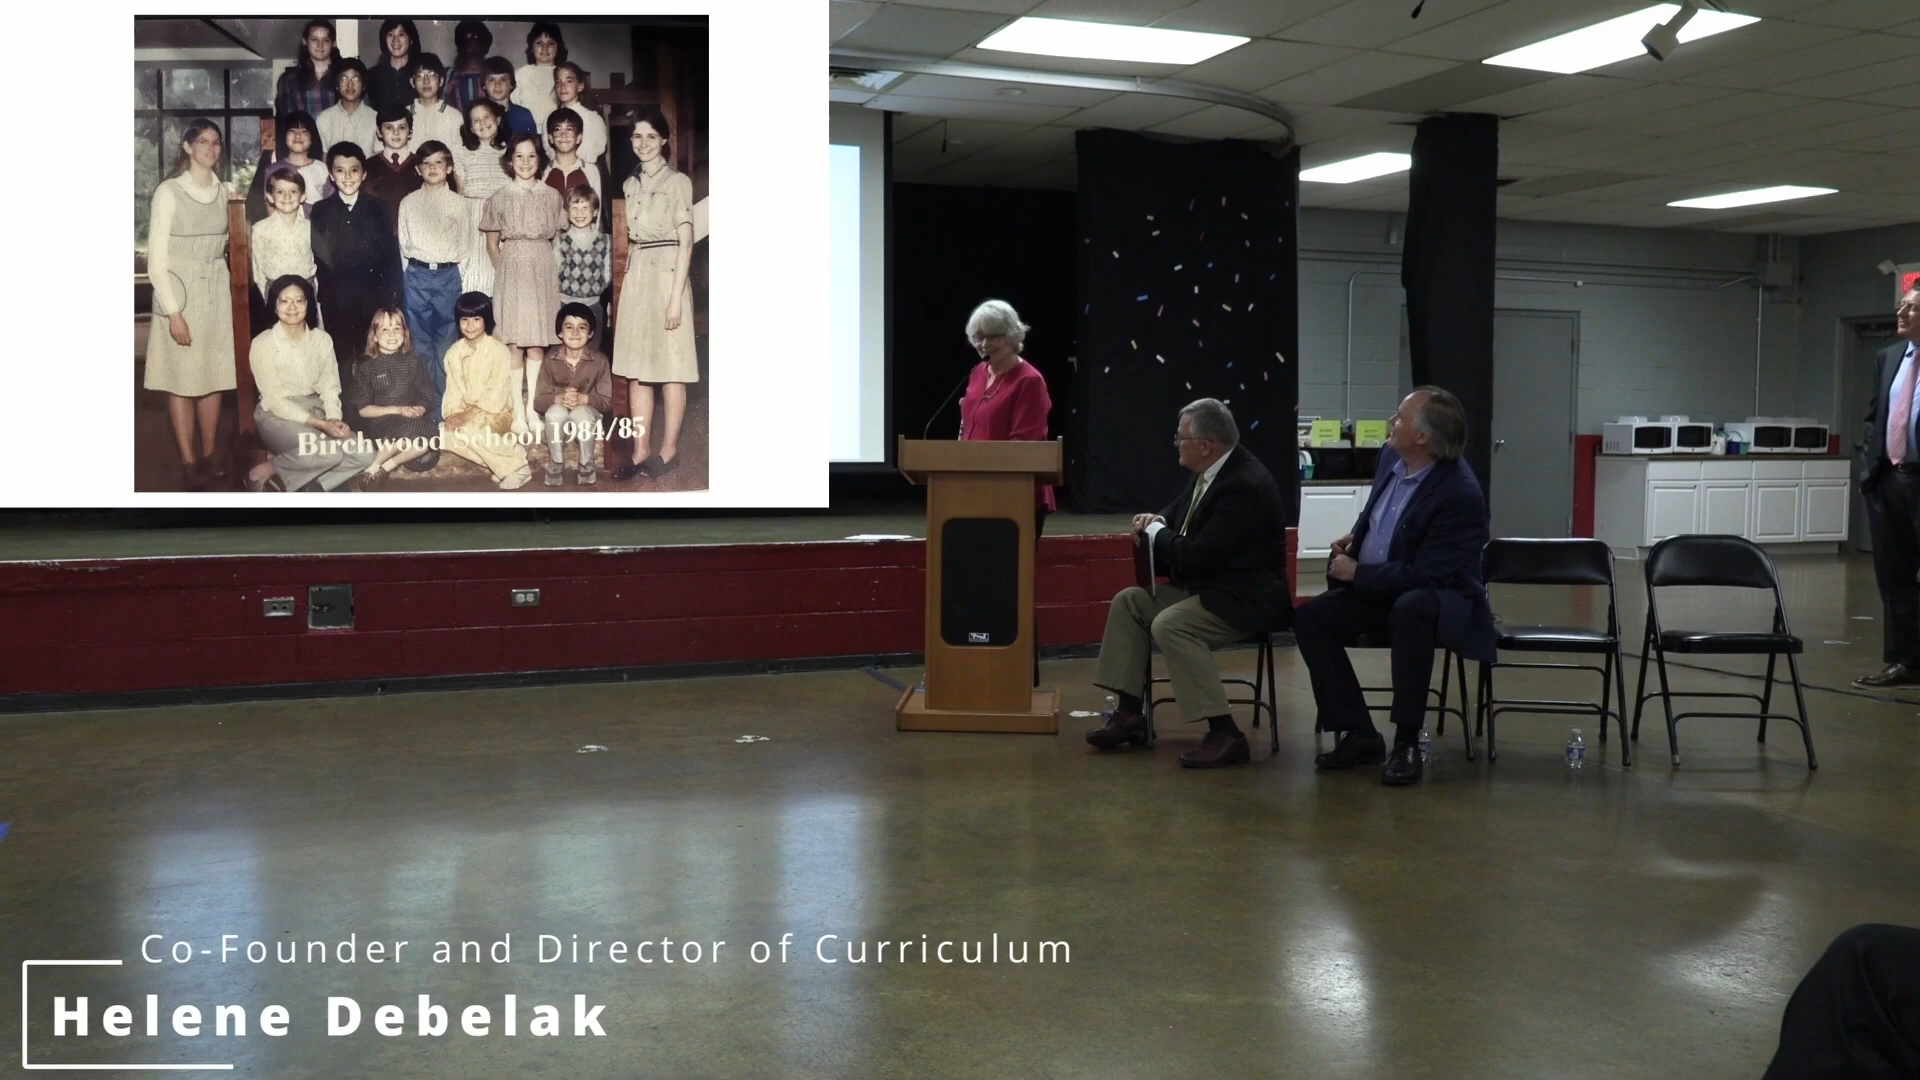 Birchwood School 1984/85
Co-Founder and Director of Curriculum
Helene Debelak